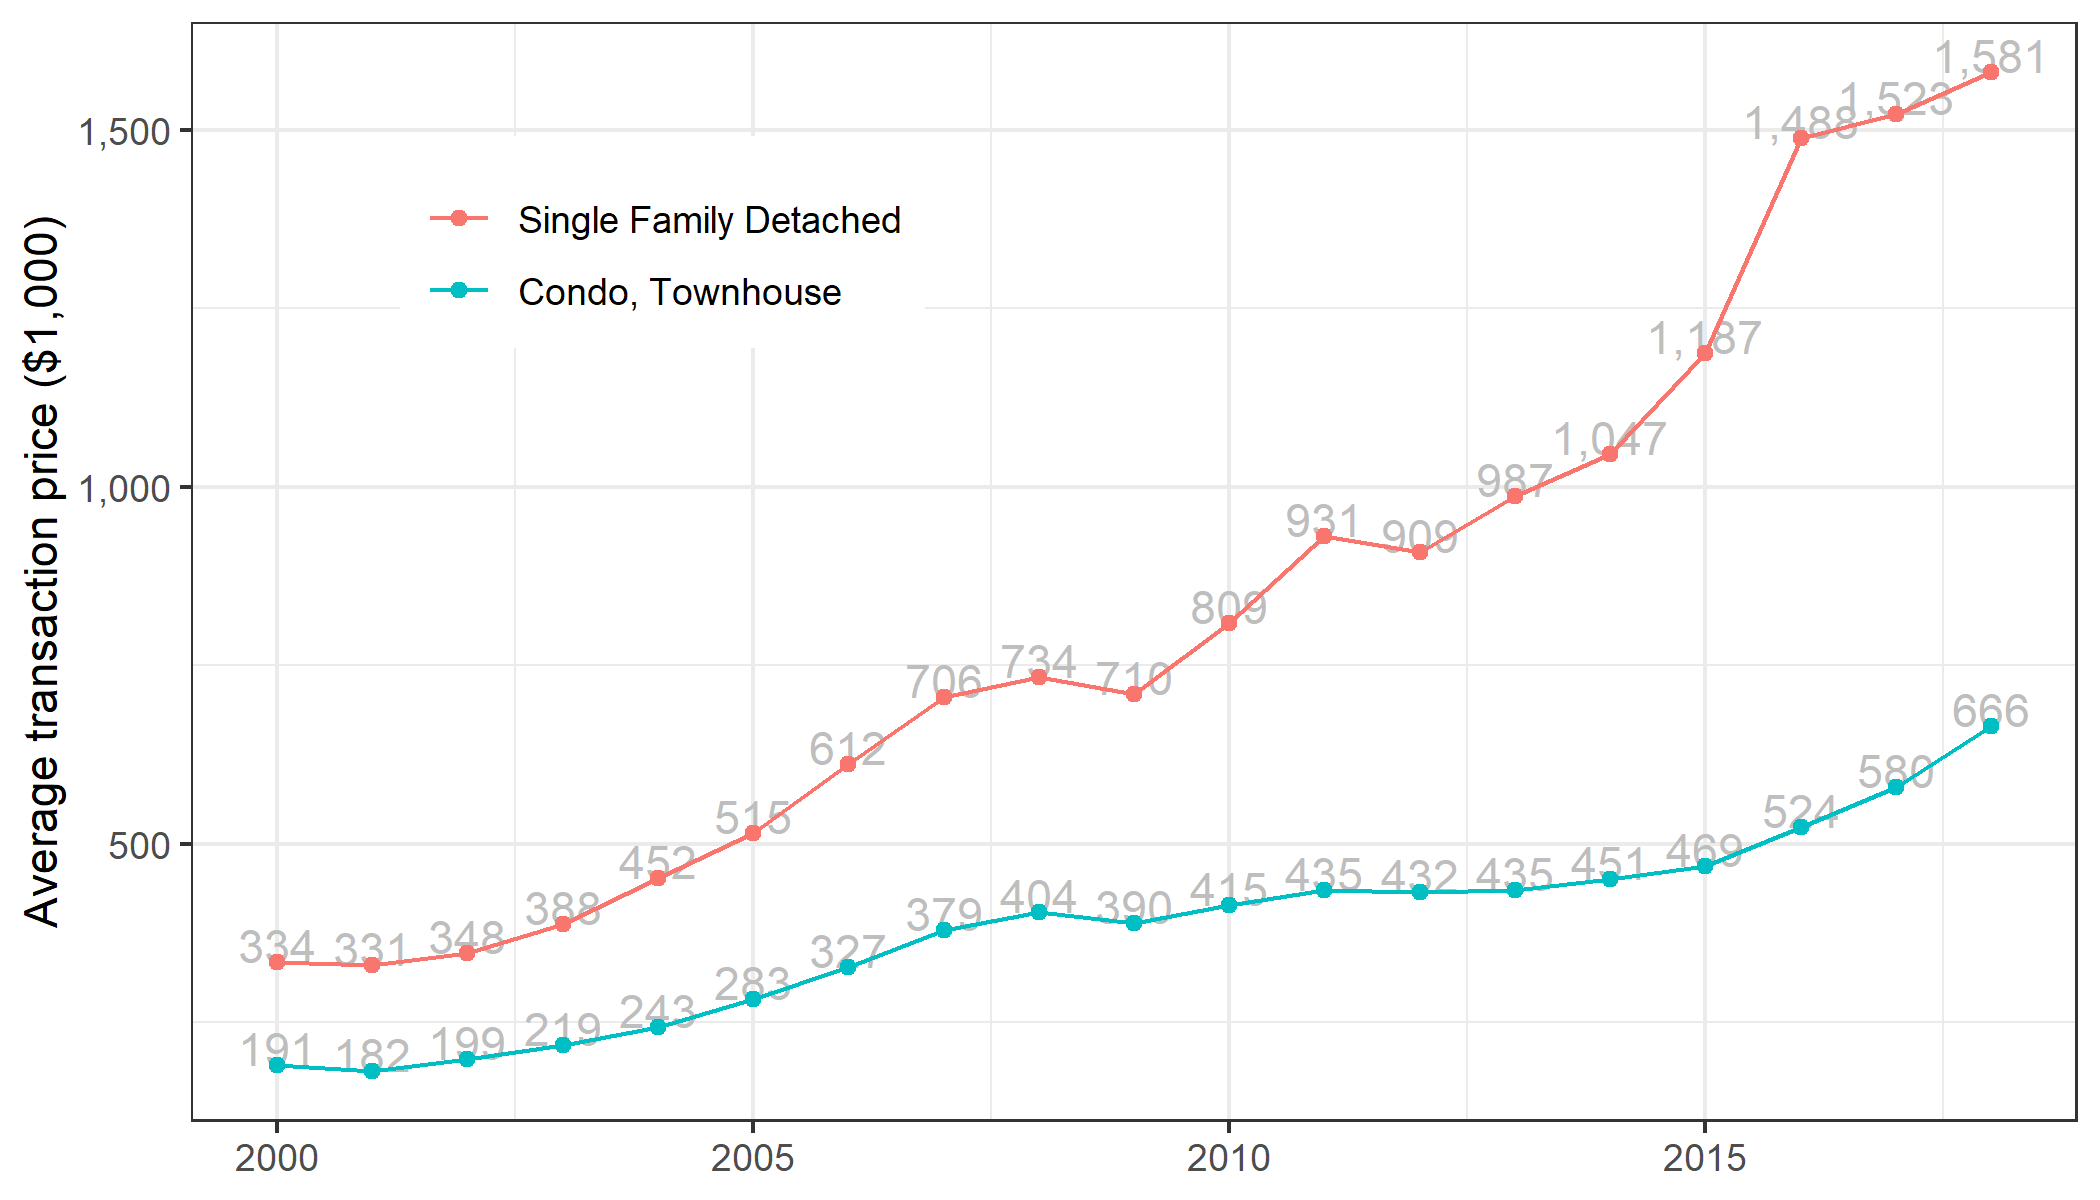 Average transaction price ($1,000)
1,500
1,000
500
Single Family Detached
Condo, Townhouse
334 331 348 388 452 515 612 706 734 710 809 931 909 987 1,047 1,187 1,488 1,523 1,581
191 182 199 219 243 283 327 379 404 390 415 435 432 435 451 469 524 580 666
2000 2005 2010 2015